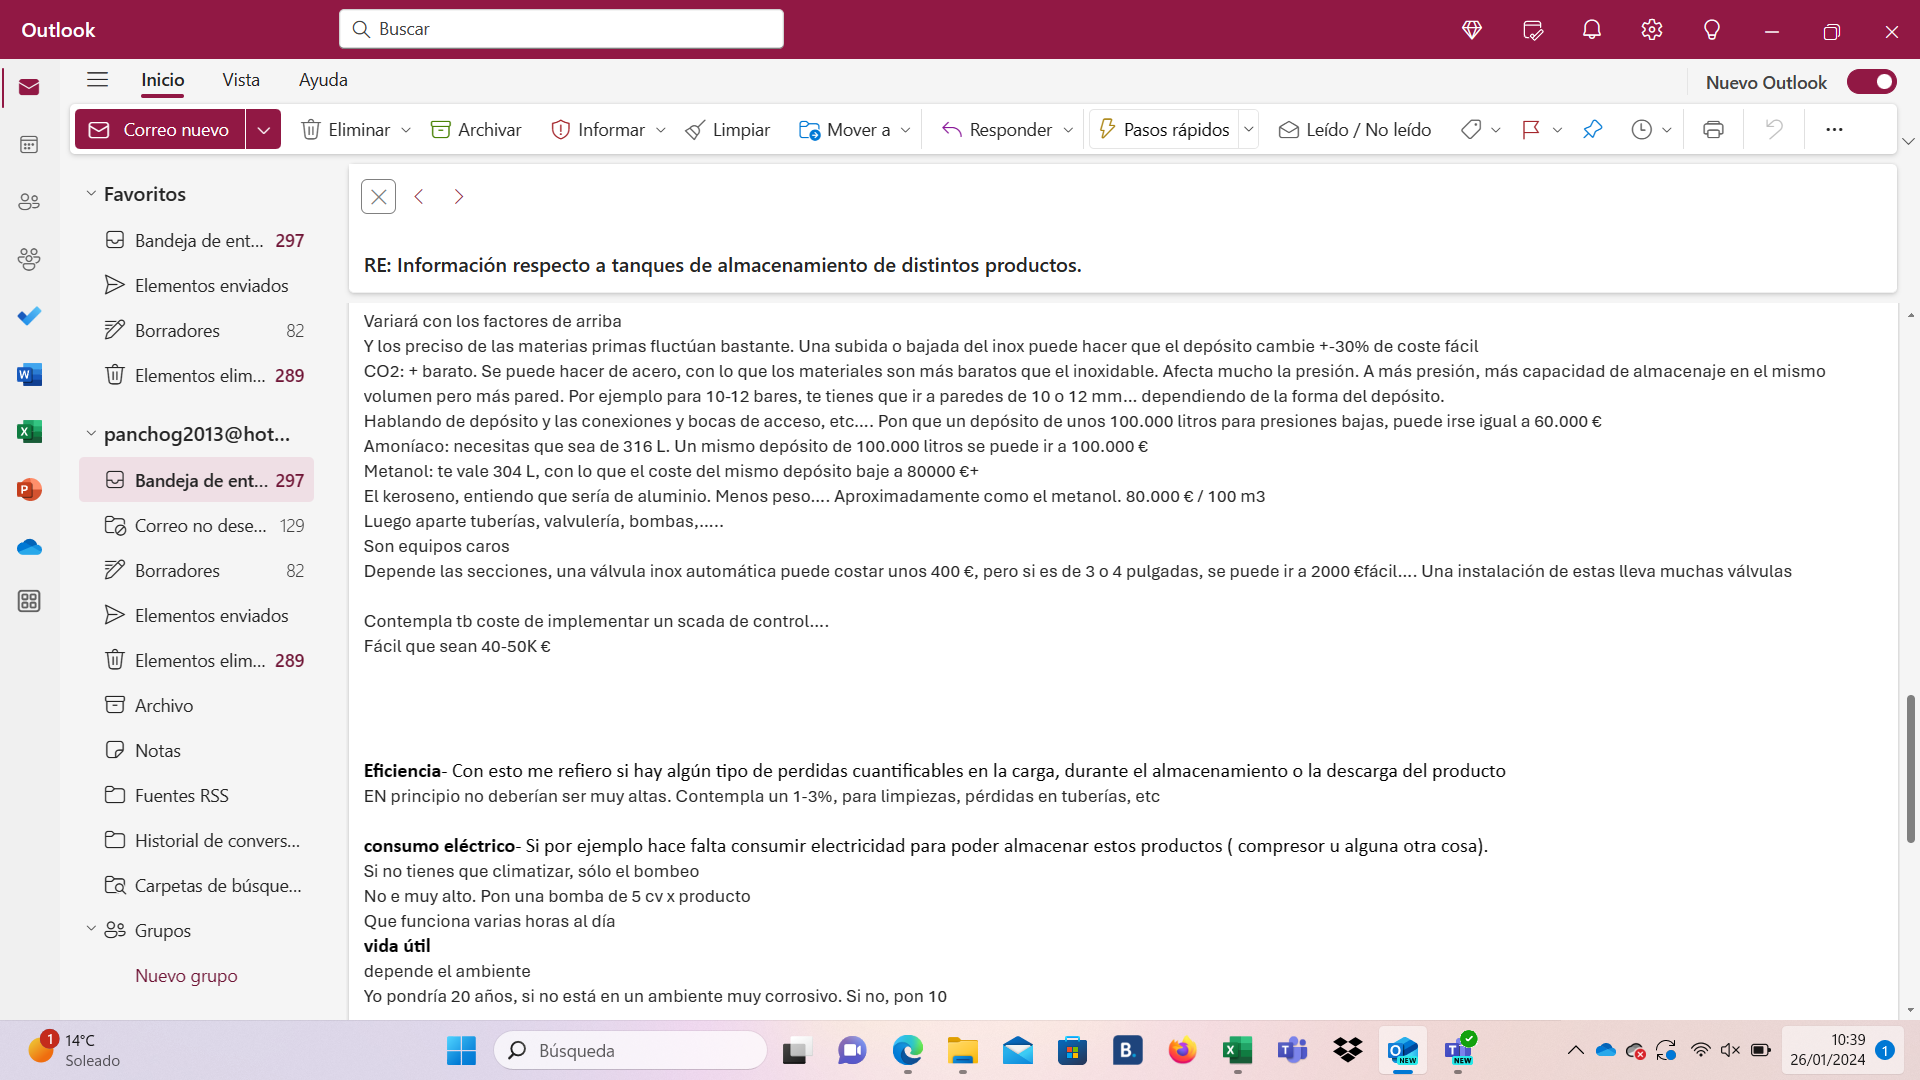 Outlook
Buscar
Inicio
Vista
Ayuda
Nuevo Outlook
Correo nuevo
Eliminar
Archivar
Informar
Limpiar
Mover a
Responder
Pasos rápidos
Leído / No leído
Favoritos
Bandeja de ent... 297
Elementos enviados
Borradores 82
Elementos elim... 289
panchog2013@hot...
Bandeja de ent... 297
Correo no dese... 129
Borradores 82
Elementos enviados
Elementos elim... 289
Archivo
Notas
Fuentes RSS
Historial de convers...
Carpetas de búsque...
Grupos
Nuevo grupo
RE: Información respecto a tanques de almacenamiento de distintos productos.
Variará con los factores de arriba
Y los preciso de las materias primas fluctúan bastante. Una subida o bajada del inox puede hacer que el depósito cambie +-30% de coste fácil
CO2: + barato. Se puede hacer de acero, con lo que los materiales son más baratos que el inoxidable. Afecta mucho la presión. A más presión, más capacidad de almacenaje en el mismo
volumen pero más pared. Por ejemplo para 10-12 bares, te tienes que ir a paredes de 10 o 12 mm... dependiendo de la forma del depósito.
Hablando de depósito y las conexiones y bocas de acceso, etc.... Pon que un depósito de unos 100.000 litros para presiones bajas, puede irse igual a 60.000 €
Amoníaco: necesitas que sea de 316 L. Un mismo depósito de 100.000 litros se puede ir a 100.000 €
Metanol: te vale 304 L, con lo que el coste del mismo depósito baje a 80000 €+
El keroseno, entiendo que sería de aluminio. Menos peso.... Aproximadamente como el metanol. 80.000 € / 100 m3
Luego aparte tuberías, valvulería, bombas,.....
Son equipos caros
Depende las secciones, una válvula inox automática puede costar unos 400 €, pero si es de 3 o 4 pulgadas, se puede ir a 2000 €fácil.... Una instalación de estas lleva muchas válvulas
Contempla tb coste de implementar un scada de control....
Fácil que sean 40-50K €
Eficiencia- Con esto me refiero si hay algún tipo de perdidas cuantificables en la carga, durante el almacenamiento o la descarga del producto
EN principio no deberían ser muy altas. Contempla un 1-3%, para limpiezas, pérdidas en tuberías, etc
consumo eléctrico- Si por ejemplo hace falta consumir electricidad para poder almacenar estos productos ( compresor u alguna otra cosa).
Si no tienes que climatizar, sólo el bombeo
No e muy alto. Pon una bomba de 5 cv x producto
Que funciona varias horas al día
vida útil
depende el ambiente
Yo pondría 20 años, si no está en un ambiente muy corrosivo. Si no, pon 10
1
14°C
Soleado
Búsqueda
B.
NEW
NEW
10:39
26/01/2024
1